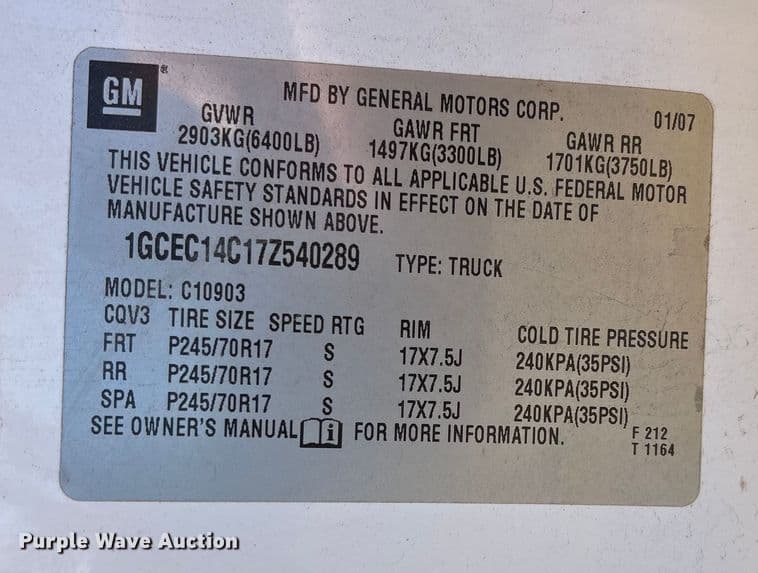 GM ®
MFD BY GENERAL MOTORS CORP. 01/07
GVWR GAWR FRT GAWR RR
2903KG(6400LB) 1497KG(3300LB) 1701KG(3750LB)
THIS VEHICLE CONFORMS TO ALL APPLICABLE U.S. FEDERAL MOTOR
VEHICLE SAFETY STANDARDS IN EFFECT ON THE DATE OF
MANUFACTURE SHOWN ABOVE.
1GCEC14C17Z540289 TYPE: TRUCK
MODEL: C10903
CQV3 TIRE SIZE SPEED RTG RIM COLD TIRE PRESSURE
FRT P245/70R17 S 17X7.5J 240KPA(35PSI)
RR P245/70R17 S 17X7.5J 240KPA(35PSI)
SPA P245/70R17 S 17X7.5J 240KPA(35PSI)
SEE OWNER'S MANUAL i FOR MORE INFORMATION.
F 212
T 1164
Purple Wave Auction